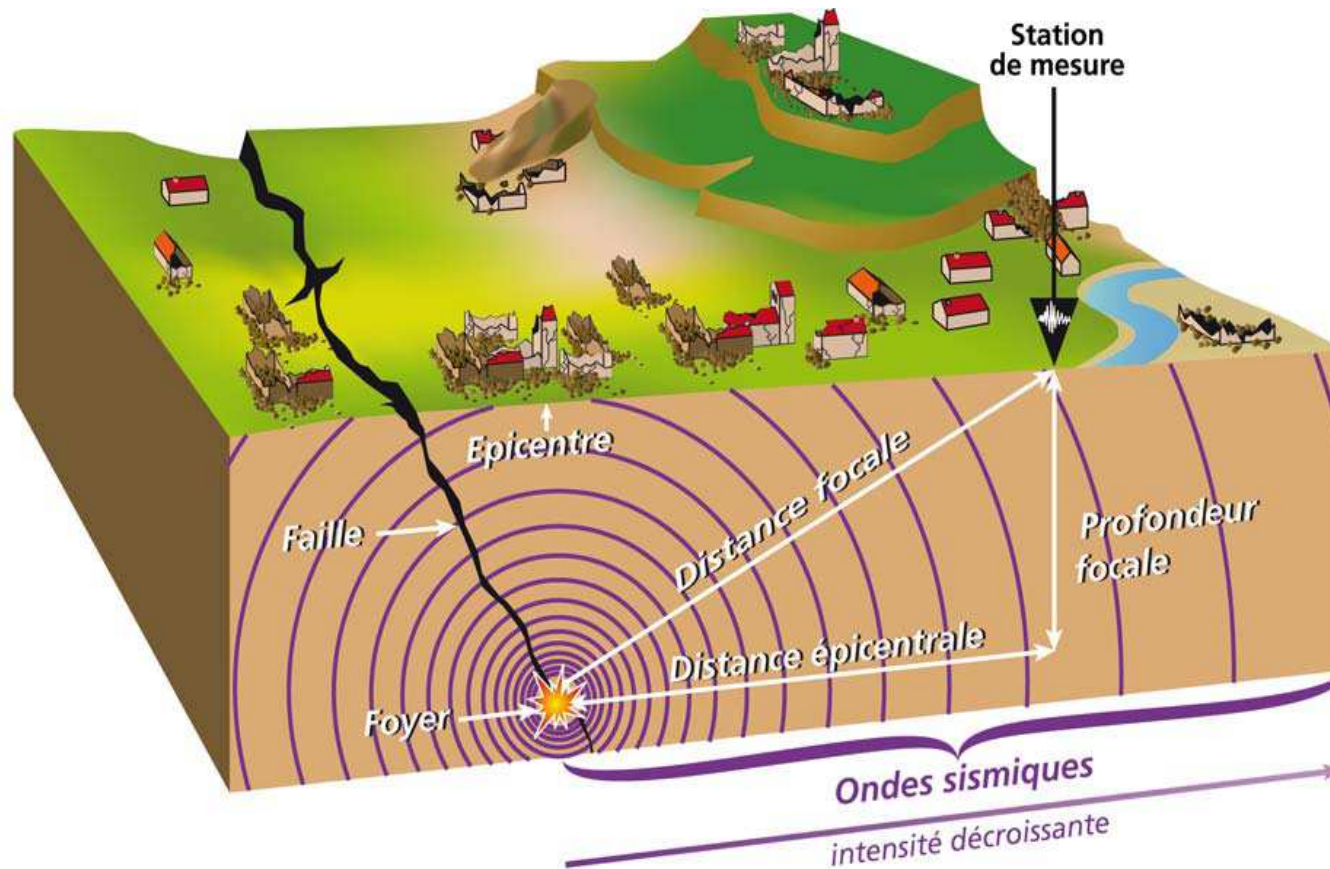 Station
de mesure
Epicentre
Faille
Distance focale
Profondeur
focale
Distance épicentrale
Foyer
Ondes sismiques
intensité décroissante